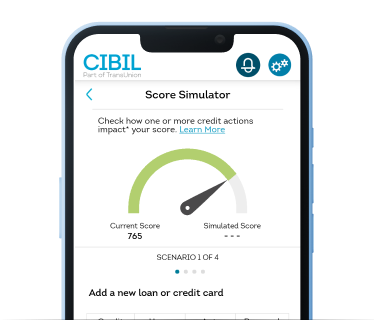 CIBIL
Part of TransUnion
Score Simulator
Check how one or more credit actions
impact* your score. Learn More
Current Score
Simulated Score
765
- - -
SCENARIO 1 OF 4
Add a new loan or credit card